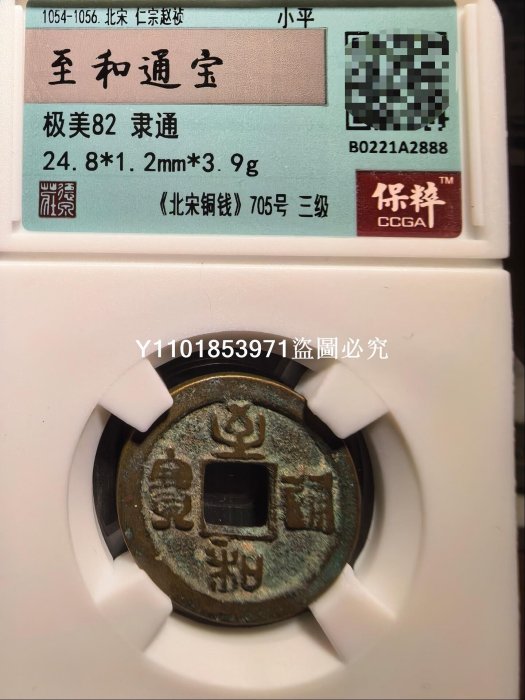 1054-1056.北宋 仁宗赵祯
小平
至和通宝
极美82 隶通
24.8*1.2mm*3.9g
B0221A2888
《北宋铜钱》705号 三级
保粹™
CCGA
Y1101853971盜圖必究
至
寳 通
和